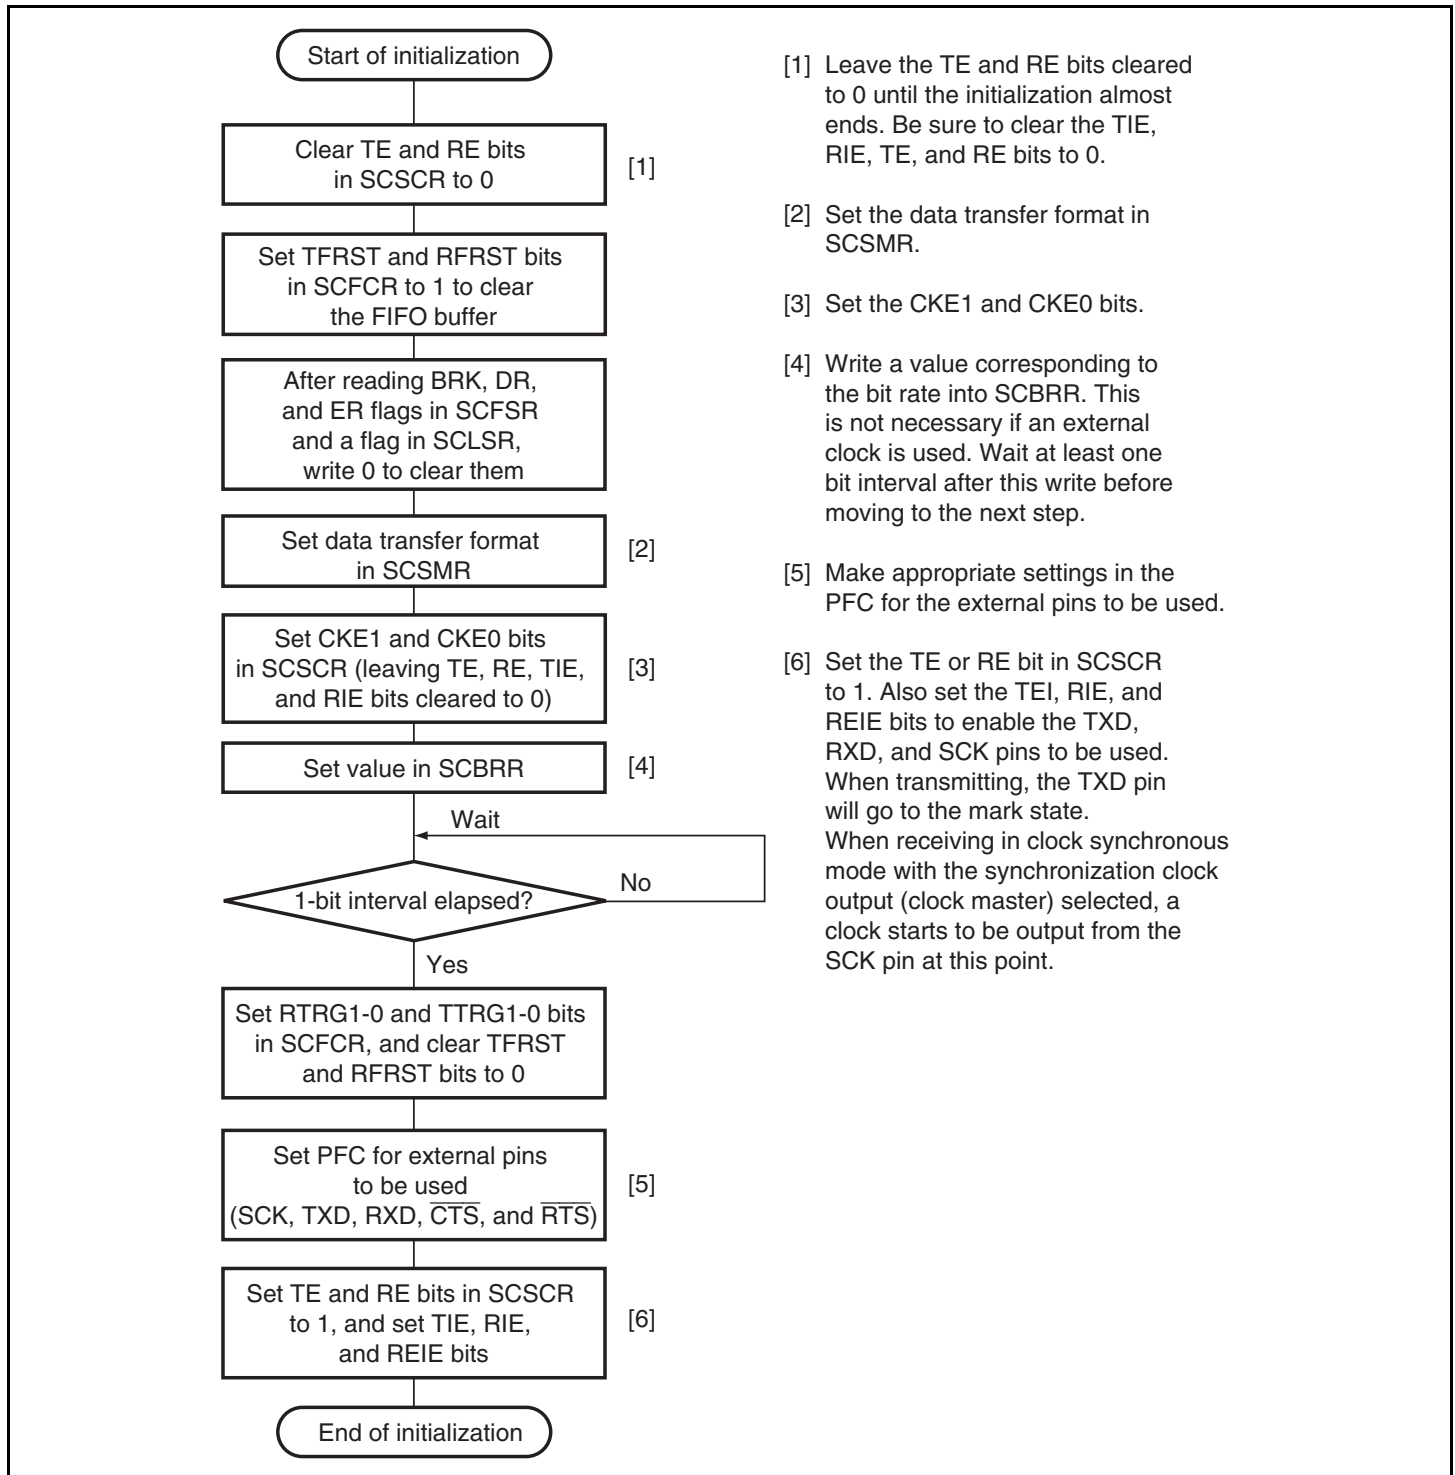 Start of initialization
Clear TE and RE bits
in SCSCR to 0
[1]
Set TFRST and RFRST bits
in SCFCR to 1 to clear
the FIFO buffer
After reading BRK, DR,
and ER flags in SCFSR
and a flag in SCLSR,
write 0 to clear them
Set data transfer format
in SCSMR
[2]
Set CKE1 and CKE0 bits
in SCSCR (leaving TE, RE, TIE,
and RIE bits cleared to 0)
[3]
Set value in SCBRR
[4]
Wait
1-bit interval elapsed?
No
Yes
Set RTRG1-0 and TTRG1-0 bits
in SCFCR, and clear TFRST
and RFRST bits to 0
Set PFC for external pins
to be used
(SCK, TXD, RXD, C̅T̅S̅, and R̅T̅S̅)
[5]
Set TE and RE bits in SCSCR
to 1, and set TIE, RIE,
and REIE bits
[6]
End of initialization
[1] Leave the TE and RE bits cleared
to 0 until the initialization almost
ends. Be sure to clear the TIE,
RIE, TE, and RE bits to 0.
[2] Set the data transfer format in
SCSMR.
[3] Set the CKE1 and CKE0 bits.
[4] Write a value corresponding to
the bit rate into SCBRR. This
is not necessary if an external
clock is used. Wait at least one
bit interval after this write before
moving to the next step.
[5] Make appropriate settings in the
PFC for the external pins to be used.
[6] Set the TE or RE bit in SCSCR
to 1. Also set the TEI, RIE, and
REIE bits to enable the TXD,
RXD, and SCK pins to be used.
When transmitting, the TXD pin
will go to the mark state.
When receiving in clock synchronous
mode with the synchronization clock
output (clock master) selected, a
clock starts to be output from the
SCK pin at this point.